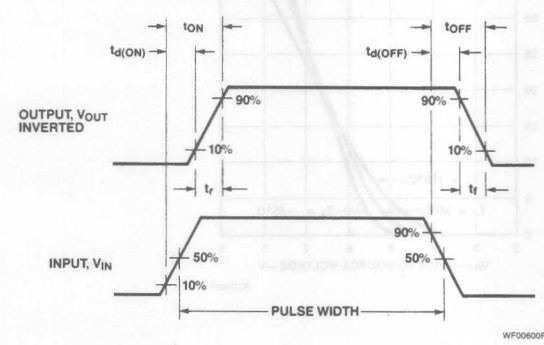 tON
tOFF
td(ON)
td(OFF)
90%
90%
OUTPUT, VOUT
INVERTED
10%
10%
tr
tf
90%
INPUT, VIN
50%
50%
10%
PULSE WIDTH
WF00600F